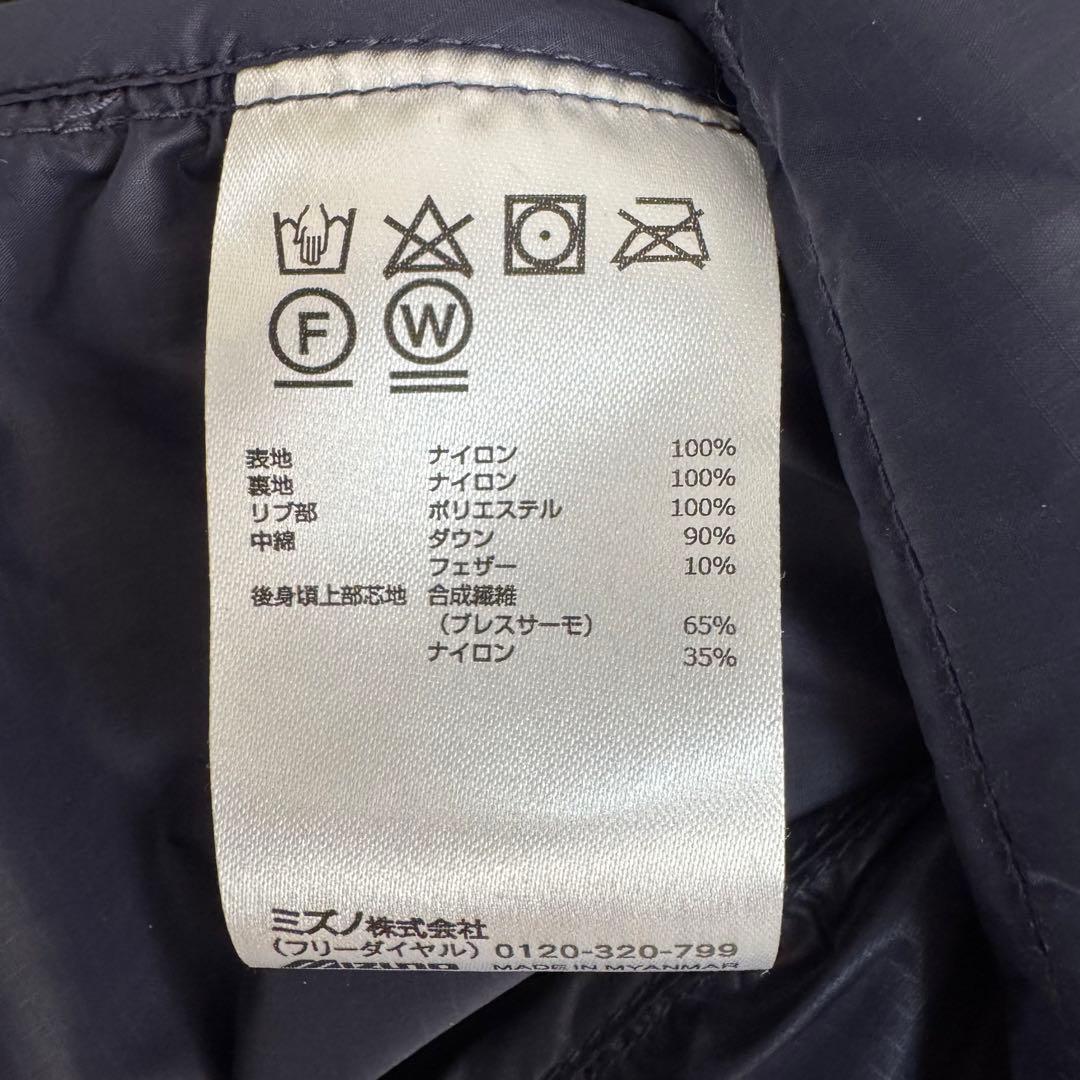 F W
表地 ナイロン 100%
裏地 ナイロン 100%
リブ部 ポリエステル 100%
中綿 ダウン 90%
フェザー 10%
後身頃上部芯地 合成繊維
（ブレスサーモ） 65%
ナイロン 35%
ミズノ株式会社
（フリーダイヤル）0120-320-799
MIZUNO MADE IN MYANMAR